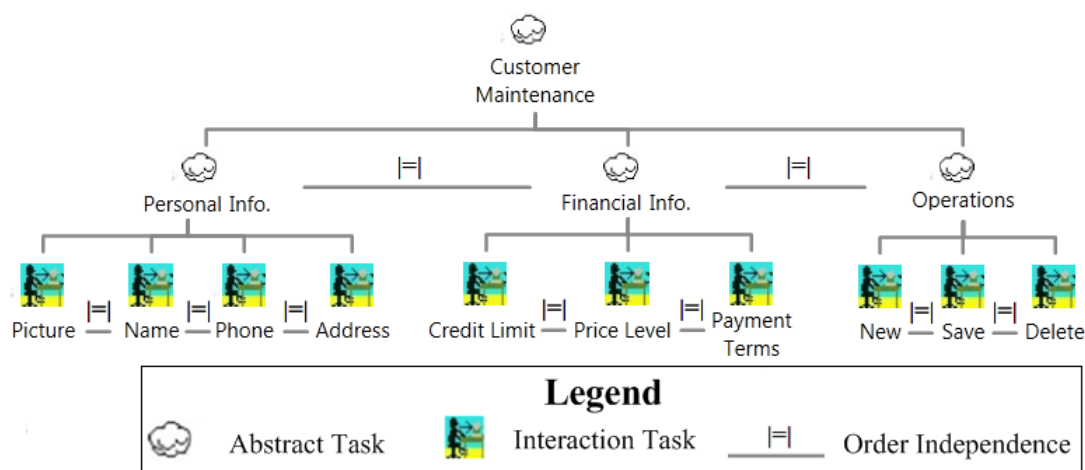 Customer
Maintenance
|=| |=|
Personal Info. Financial Info. Operations
|=| |=| |=| |=| |=| |=| |=|
Picture Name Phone Address Credit Limit Price Level Payment
Terms New Save Delete
Legend
Abstract Task Interaction Task |=| Order Independence